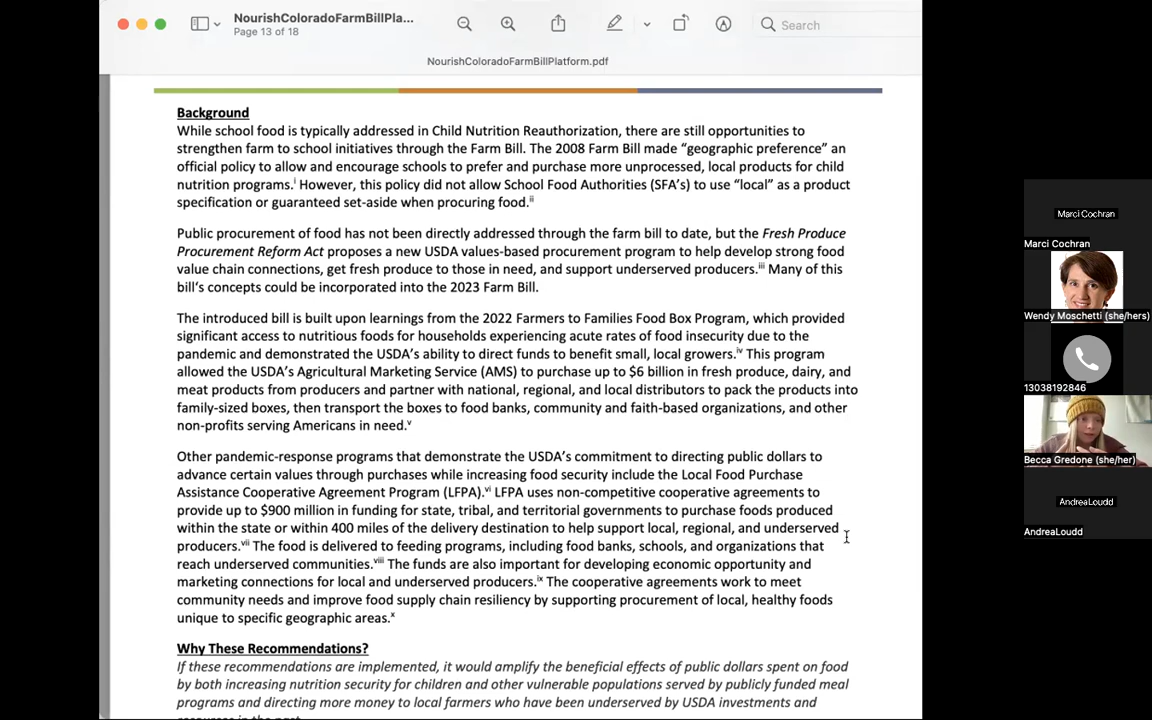 NourishColoradoFarmBillPla...
Page 13 of 18
Search
NourishColoradoFarmBillPlatform.pdf
Background
While school food is typically addressed in Child Nutrition Reauthorization, there are still opportunities to
strengthen farm to school initiatives through the Farm Bill. The 2008 Farm Bill made “geographic preference” an
official policy to allow and encourage schools to prefer and purchase more unprocessed, local products for child
nutrition programs.i However, this policy did not allow School Food Authorities (SFA’s) to use “local” as a product
specification or guaranteed set-aside when procuring food.ii
Public procurement of food has not been directly addressed through the farm bill to date, but the Fresh Produce
Procurement Reform Act proposes a new USDA values-based procurement program to help develop strong food
value chain connections, get fresh produce to those in need, and support underserved producers.iii Many of this
bill’s concepts could be incorporated into the 2023 Farm Bill.
The introduced bill is built upon learnings from the 2022 Farmers to Families Food Box Program, which provided
significant access to nutritious foods for households experiencing acute rates of food insecurity due to the
pandemic and demonstrated the USDA’s ability to direct funds to benefit small, local growers.iv This program
allowed the USDA’s Agricultural Marketing Service (AMS) to purchase up to $6 billion in fresh produce, dairy, and
meat products from producers and partner with national, regional, and local distributors to pack the products into
family-sized boxes, then transport the boxes to food banks, community and faith-based organizations, and other
non-profits serving Americans in need.v
Other pandemic-response programs that demonstrate the USDA’s commitment to directing public dollars to
advance certain values through purchases while increasing food security include the Local Food Purchase
Assistance Cooperative Agreement Program (LFPA).vi LFPA uses non-competitive cooperative agreements to
provide up to $900 million in funding for state, tribal, and territorial governments to purchase foods produced
within the state or within 400 miles of the delivery destination to help support local, regional, and underserved
producers.vii The food is delivered to feeding programs, including food banks, schools, and organizations that
reach underserved communities.viii The funds are also important for developing economic opportunity and
marketing connections for local and underserved producers.ix The cooperative agreements work to meet
community needs and improve food supply chain resiliency by supporting procurement of local, healthy foods
unique to specific geographic areas.x
Why These Recommendations?
If these recommendations are implemented, it would amplify the beneficial effects of public dollars spent on food
by both increasing nutrition security for children and other vulnerable populations served by publicly funded meal
programs and directing more money to local farmers who have been underserved by USDA investments and
resources in the past.
Marci Cochran
Marci Cochran
Wendy Moschetti (she/hers)
13038192846
Becca Gredone (she/her)
AndreaLoudd
AndreaLoudd